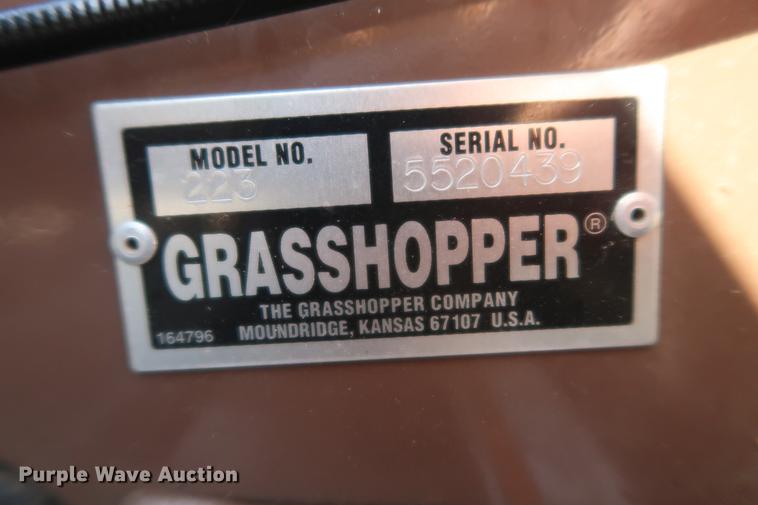 MODEL NO.
223
SERIAL NO.
5520439
GRASSHOPPER®
THE GRASSHOPPER COMPANY
MOUNDRIDGE, KANSAS 67107 U.S.A.
164796
Purple Wave Auction